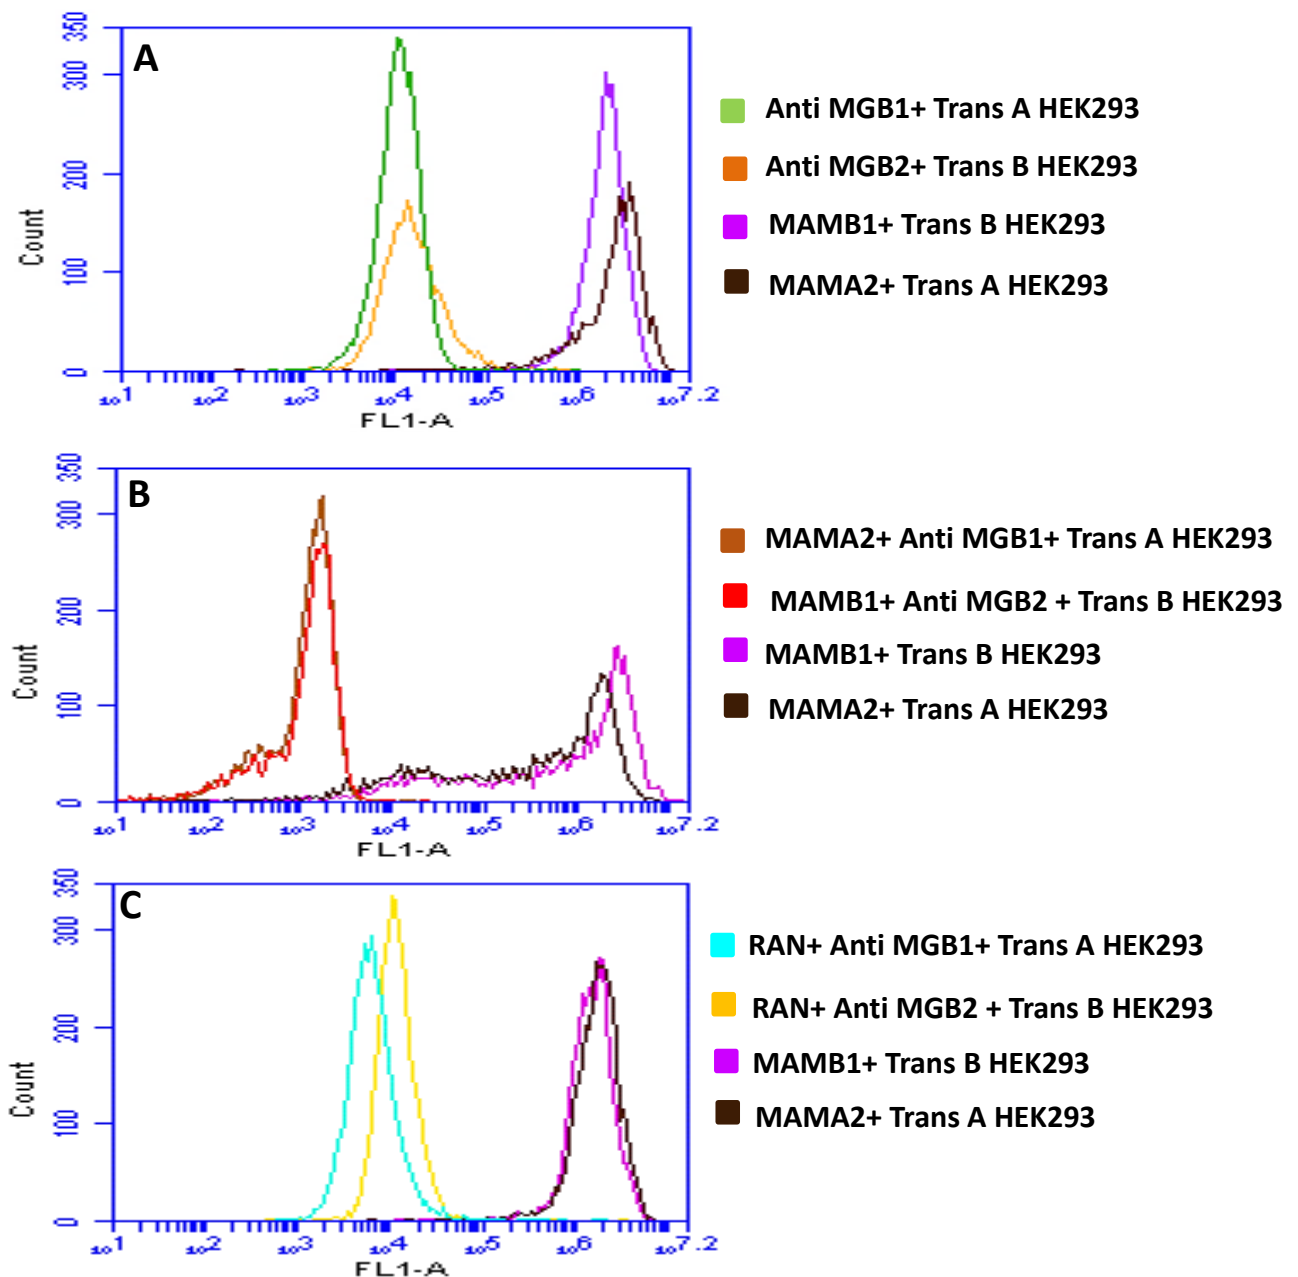 A
350
300
200
100
0
Count
10^1 10^2 10^3 10^4 10^5 10^6 10^7.2
FL1-A
Anti MGB1+ Trans A HEK293
Anti MGB2+ Trans B HEK293
MAMB1+ Trans B HEK293
MAMA2+ Trans A HEK293
B
350
300
200
100
0
Count
10^1 10^2 10^3 10^4 10^5 10^6 10^7.2
FL1-A
MAMA2+ Anti MGB1+ Trans A HEK293
MAMB1+ Anti MGB2 + Trans B HEK293
MAMB1+ Trans B HEK293
MAMA2+ Trans A HEK293
C
350
300
200
100
0
Count
10^1 10^2 10^3 10^4 10^5 10^6 10^7.2
FL1-A
RAN+ Anti MGB1+ Trans A HEK293
RAN+ Anti MGB2 + Trans B HEK293
MAMB1+ Trans B HEK293
MAMA2+ Trans A HEK293